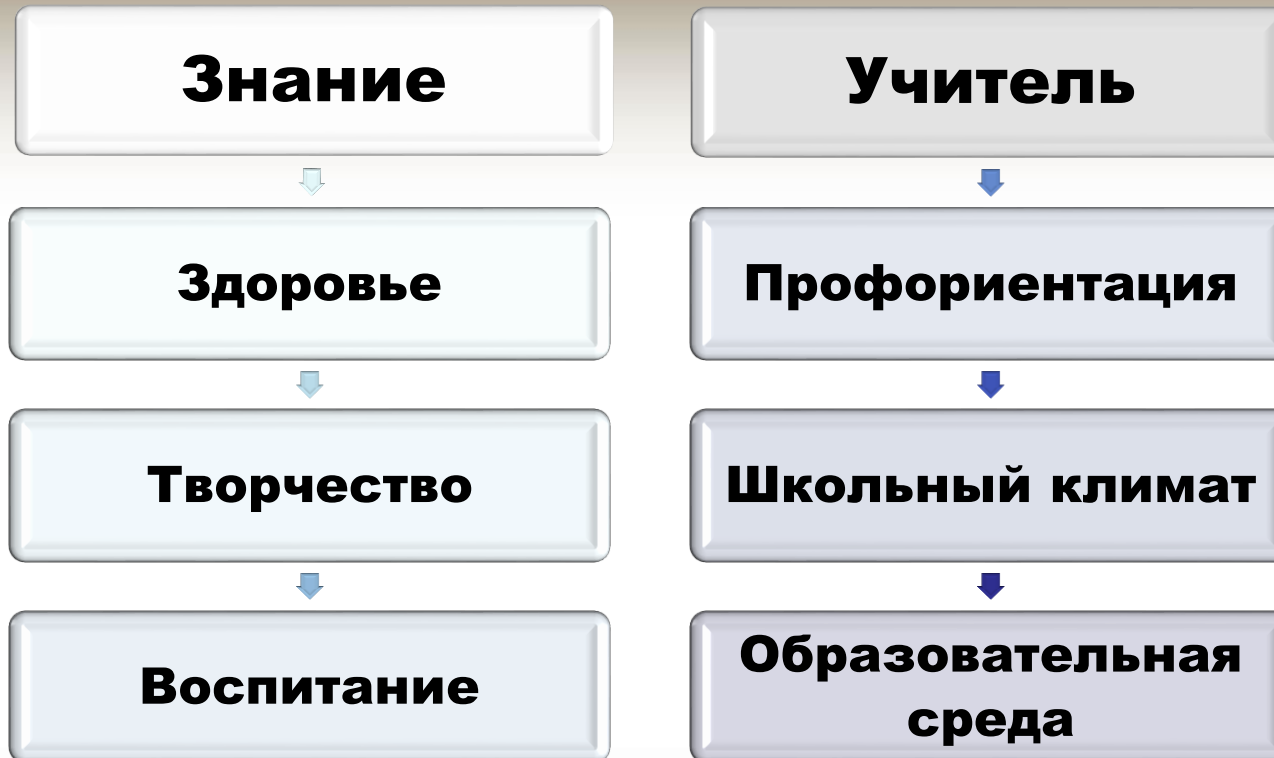 Знание
Здоровье
Творчество
Воспитание
Учитель
Профориентация
Школьный климат
Образовательная
среда